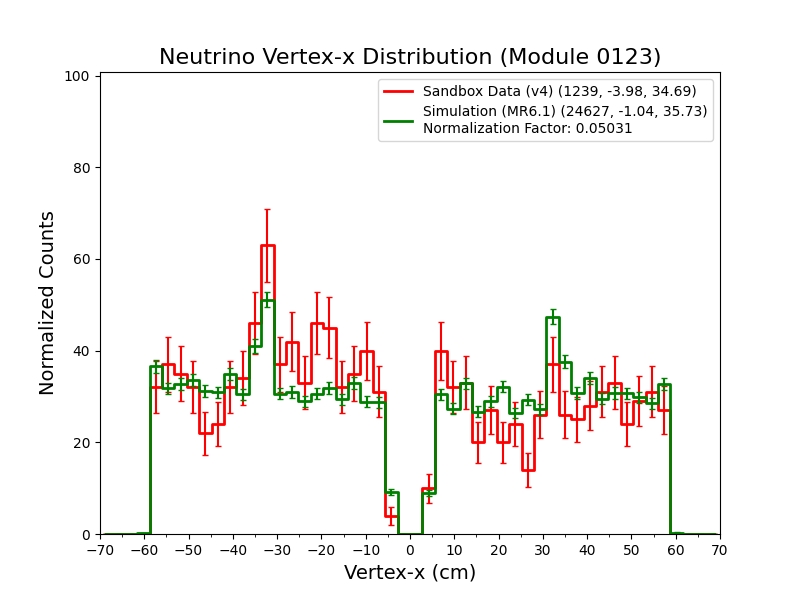 Neutrino Vertex-x Distribution (Module 0123)
100
80
60
40
20
0
Normalized Counts
Sandbox Data (v4) (1239, -3.98, 34.69)
Simulation (MR6.1) (24627, -1.04, 35.73)
Normalization Factor: 0.05031
−70 −60 −50 −40 −30 −20 −10 0 10 20 30 40 50 60 70
Vertex-x (cm)